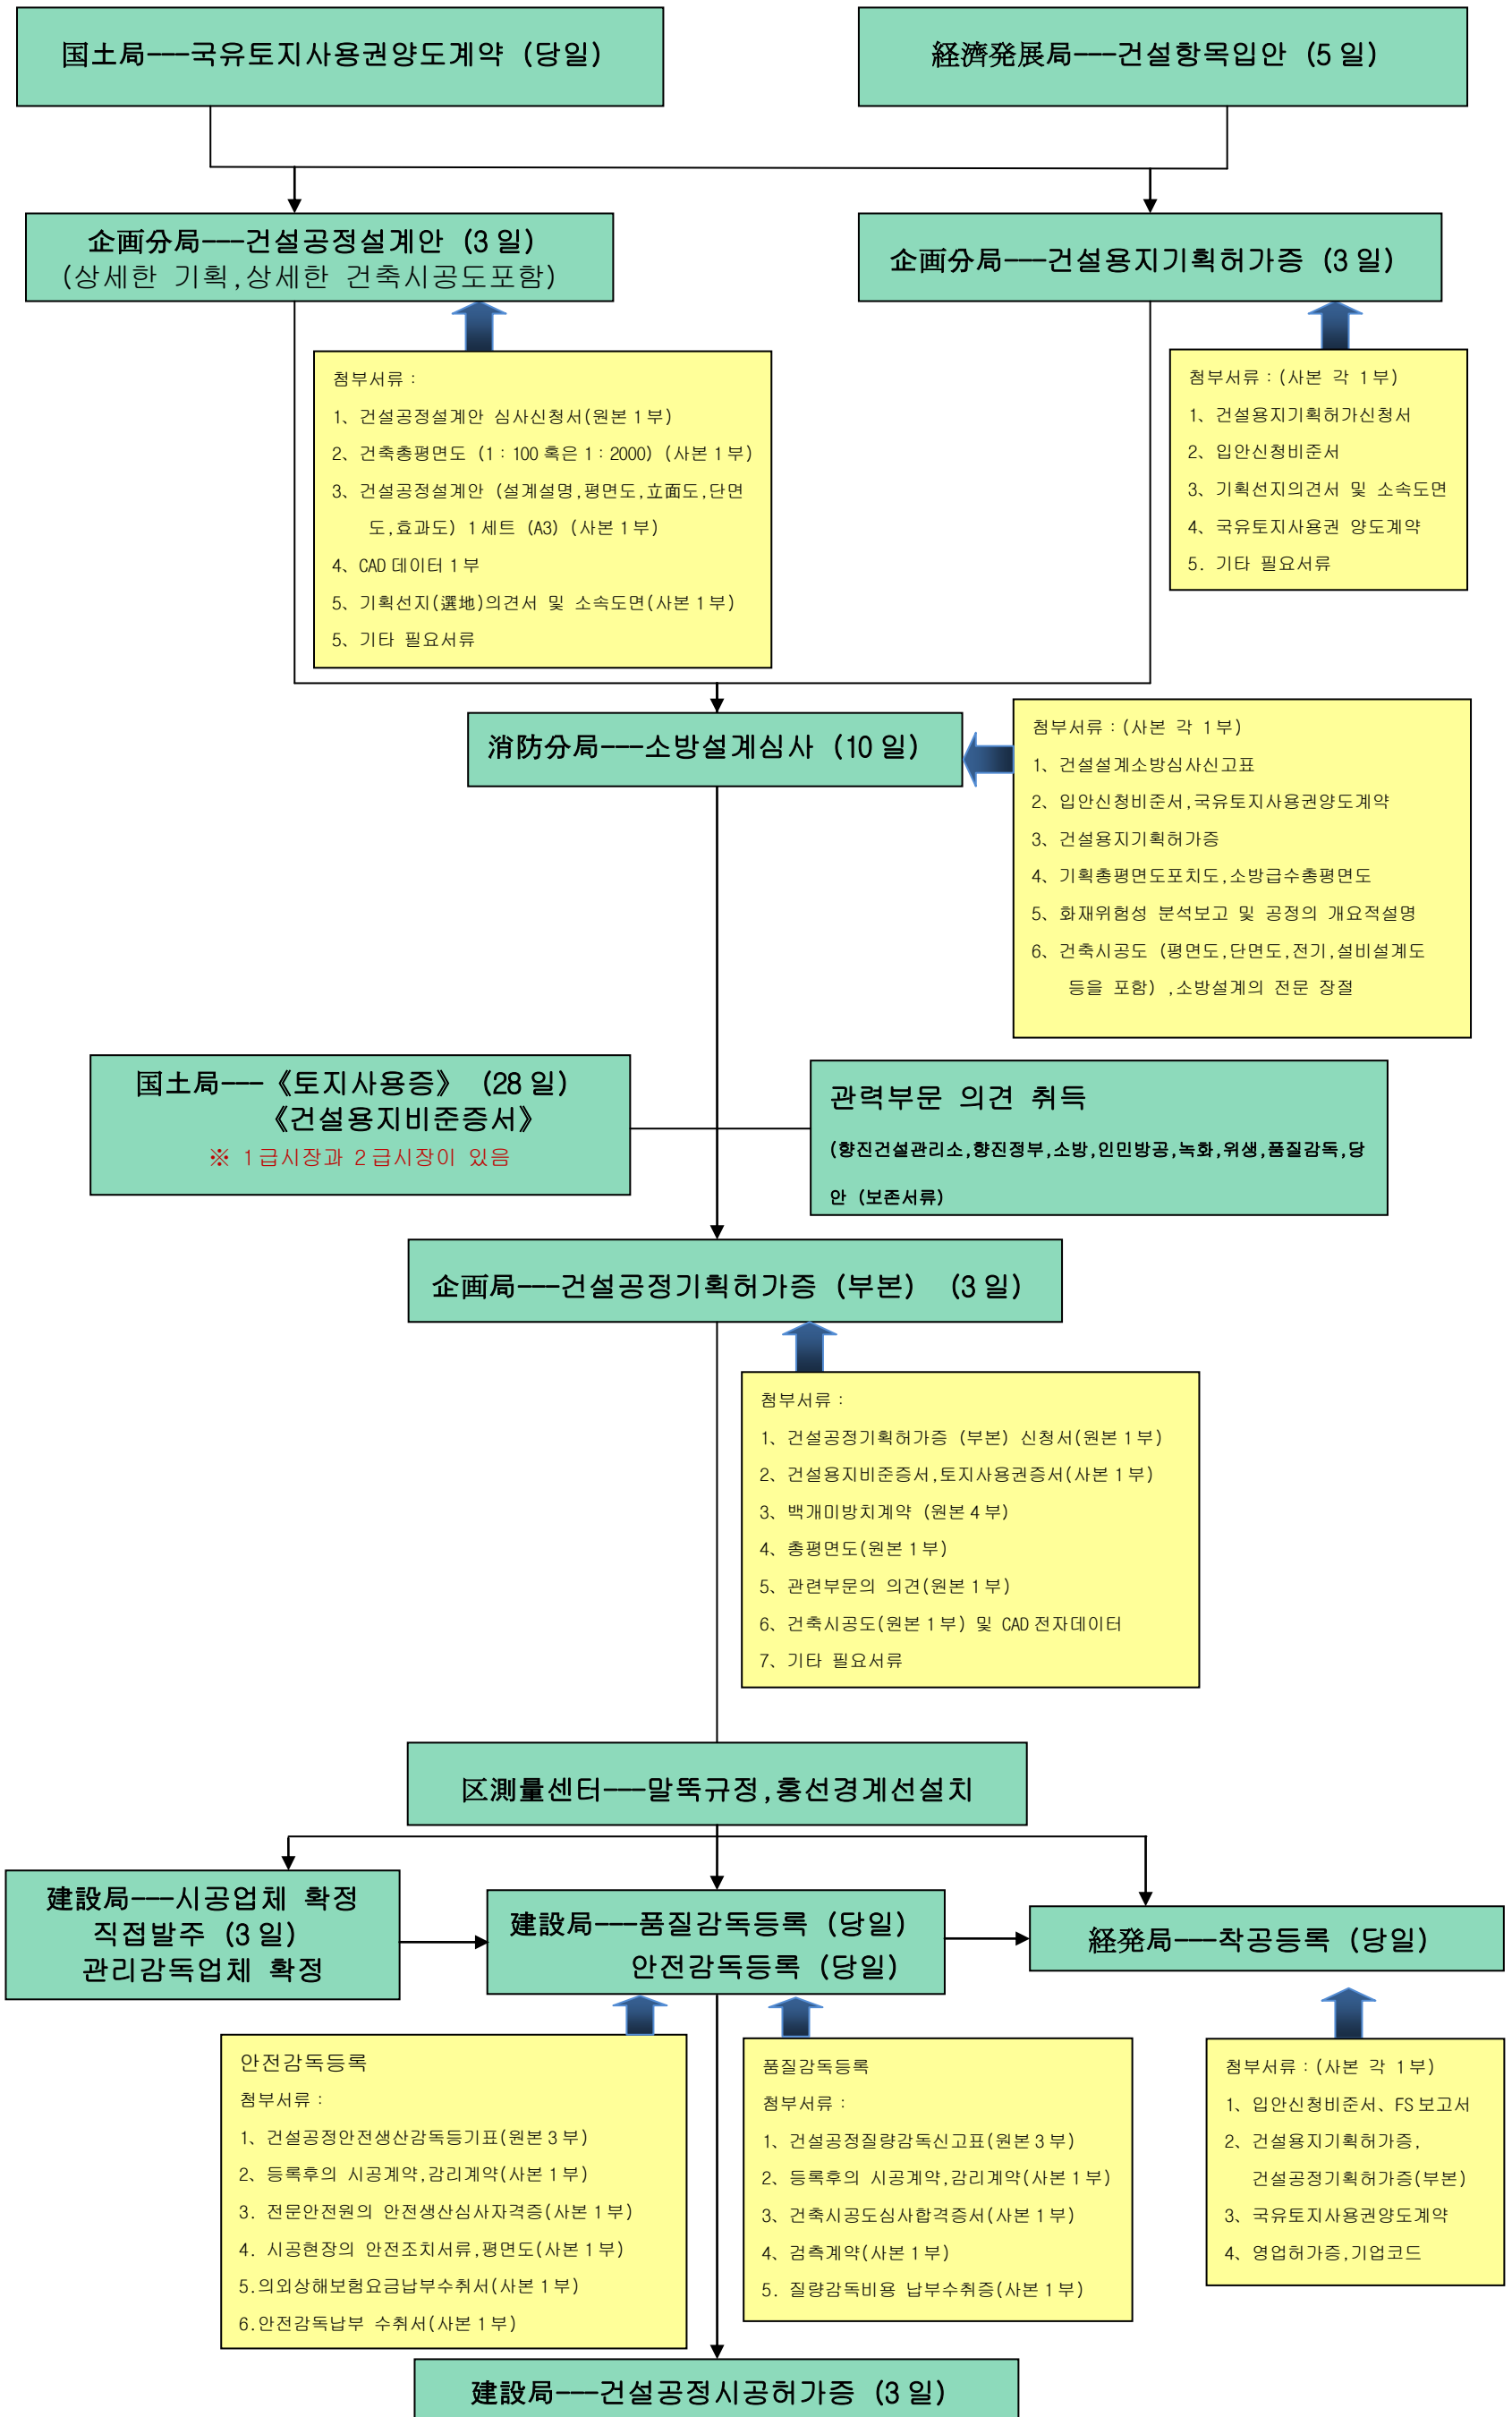 国土局---국유토지사용권양도계약 (당일)
経済発展局---건설항목입안 (5일)
企画分局---건설공정설계안 (3일)
(상세한 기획,상세한 건축시공도포함)
企画分局---건설용지기획허가증 (3일)
첨부서류：
1、건설공정설계안 심사신청서(원본1부)
2、건축총평면도 (1：100혹은1：2000) (사본1부)
3、건설공정설계안 (설계설명,평면도,立面도,단면
도,효과도) 1세트 (A3) (사본1부)
4、CAD데이터1부
5、기획선지(選地)의견서 및 소속도면(사본1부)
5、기타 필요서류
첨부서류：(사본 각 1부)
1、건설용지기획허가신청서
2、입안신청비준서
3、기획선지의견서 및 소속도면
4、국유토지사용권 양도계약
5. 기타 필요서류
消防分局---소방설계심사 (10일)
첨부서류：(사본 각 1부)
1、건설설계소방심사신고표
2、입안신청비준서,국유토지사용권양도계약
3、건설용지기획허가증
4、기획총평면도포치도,소방급수총평면도
5、화재위험성 분석보고 및 공정의 개요적설명
6、건축시공도 (평면도,단면도,전기,설비설계도
등을 포함) ,소방설계의 전문 장절
国土局---《토지사용증》 (28일)
《건설용지비준증서》
※ 1급시장과 2급시장이 있음
관력부문 의견 취득
(향진건설관리소,향진정부,소방,인민방공,녹화,위생,품질감독,당
안 (보존서류)
企画局---건설공정기획허가증 (부본) (3일)
첨부서류：
1、건설공정기획허가증 (부본) 신청서(원본1부)
2、건설용지비준증서,토지사용권증서(사본1부)
3、백개미방치계약 (원본4부)
4、총평면도(원본1부)
5、관련부문의 의견(원본1부)
6、건축시공도(원본1부) 및 CAD전자데이터
7、기타 필요서류
区測量센터---말뚝규정,홍선경계선설치
建設局---시공업체 확정
직접발주 (3일)
관리감독업체 확정
建設局---품질감독등록 (당일)
안전감독등록 (당일)
経発局---착공등록 (당일)
안전감독등록
첨부서류：
1、건설공정안전생산감독등기표(원본3부)
2、등록후의 시공계약,감리계약(사본1부)
3. 전문안전원의 안전생산심사자격증(사본1부)
4. 시공현장의 안전조치서류,평면도(사본1부)
5.의외상해보험요금납부수취서(사본1부)
6.안전감독납부 수취서(사본1부)
품질감독등록
첨부서류：
1、건설공정질량감독신고표(원본3부)
2、등록후의 시공계약,감리계약(사본1부)
3、건축시공도심사합격증서(사본1부)
4、검측계약(사본1부)
5. 질량감독비용 납부수취증(사본1부)
첨부서류：(사본 각 1부)
1、입안신청비준서、FS보고서
2、건설용지기획허가증,
건설공정기획허가증(부본)
3、국유토지사용권양도계약
4、영업허가증,기업코드
建設局---건설공정시공허가증 (3일)